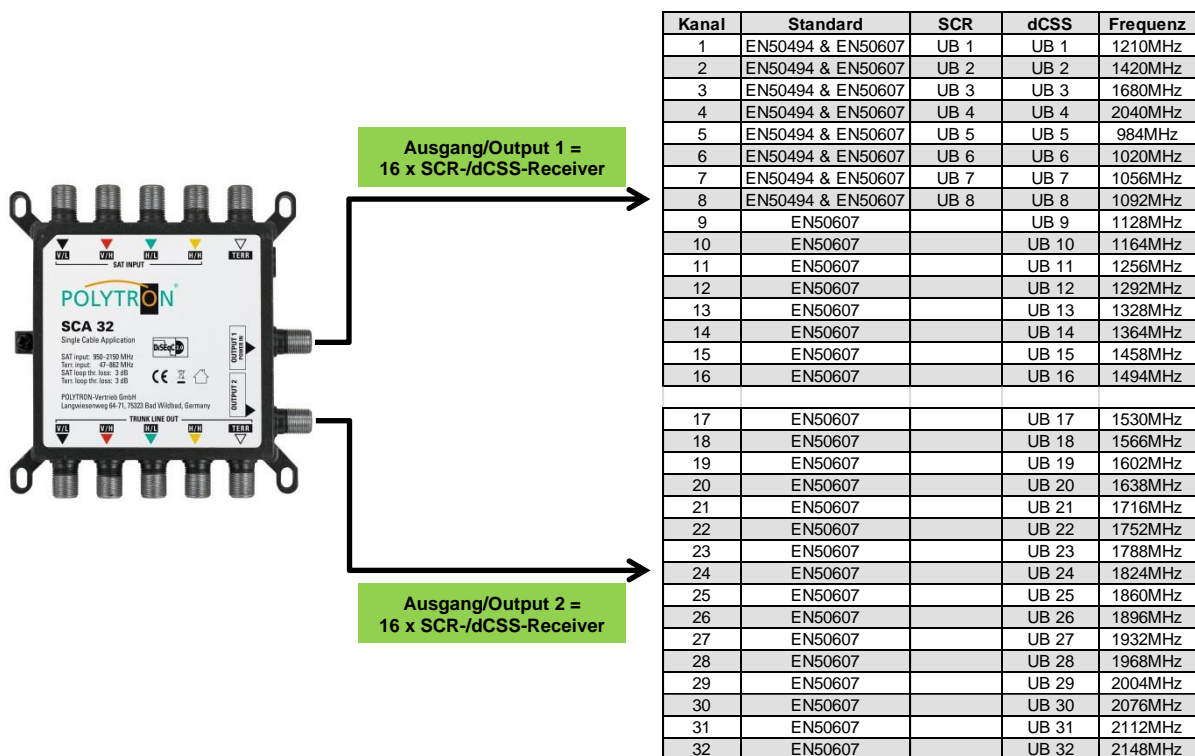 Kanal Standard SCR dCSS Frequenz
1 EN50494 & EN50607 UB 1 UB 1 1210MHz
2 EN50494 & EN50607 UB 2 UB 2 1420MHz
3 EN50494 & EN50607 UB 3 UB 3 1680MHz
4 EN50494 & EN50607 UB 4 UB 4 2040MHz
5 EN50494 & EN50607 UB 5 UB 5 984MHz
6 EN50494 & EN50607 UB 6 UB 6 1020MHz
7 EN50494 & EN50607 UB 7 UB 7 1056MHz
8 EN50494 & EN50607 UB 8 UB 8 1092MHz
9 EN50607 UB 9 1128MHz
10 EN50607 UB 10 1164MHz
11 EN50607 UB 11 1256MHz
12 EN50607 UB 12 1292MHz
13 EN50607 UB 13 1328MHz
14 EN50607 UB 14 1364MHz
15 EN50607 UB 15 1458MHz
16 EN50607 UB 16 1494MHz
17 EN50607 UB 17 1530MHz
18 EN50607 UB 18 1566MHz
19 EN50607 UB 19 1602MHz
20 EN50607 UB 20 1638MHz
21 EN50607 UB 21 1716MHz
22 EN50607 UB 22 1752MHz
23 EN50607 UB 23 1788MHz
24 EN50607 UB 24 1824MHz
25 EN50607 UB 25 1860MHz
26 EN50607 UB 26 1896MHz
27 EN50607 UB 27 1932MHz
28 EN50607 UB 28 1968MHz
29 EN50607 UB 29 2004MHz
30 EN50607 UB 30 2076MHz
31 EN50607 UB 31 2112MHz
32 EN50607 UB 32 2148MHz
Ausgang/Output 1 =
16 x SCR-/dCSS-Receiver
V/L V/H H/L H/H TERR
SAT INPUT
POLYTRON®
SCA 32
Single Cable Application
DiSEqC 2.0
SAT input: 950-2150 MHz
Terr. input: 47-862 MHz
SAT loop thr. loss: 3 dB
Terr. loop thr. loss: 3 dB
CE
POLYTRON-Vertrieb GmbH
Langwiesenweg 64-71, 75323 Bad Wildbad, Germany
OUTPUT 1
POWER IN
OUTPUT 2
TRUNK LINE OUT
V/L V/H H/L H/H TERR
Ausgang/Output 2 =
16 x SCR-/dCSS-Receiver